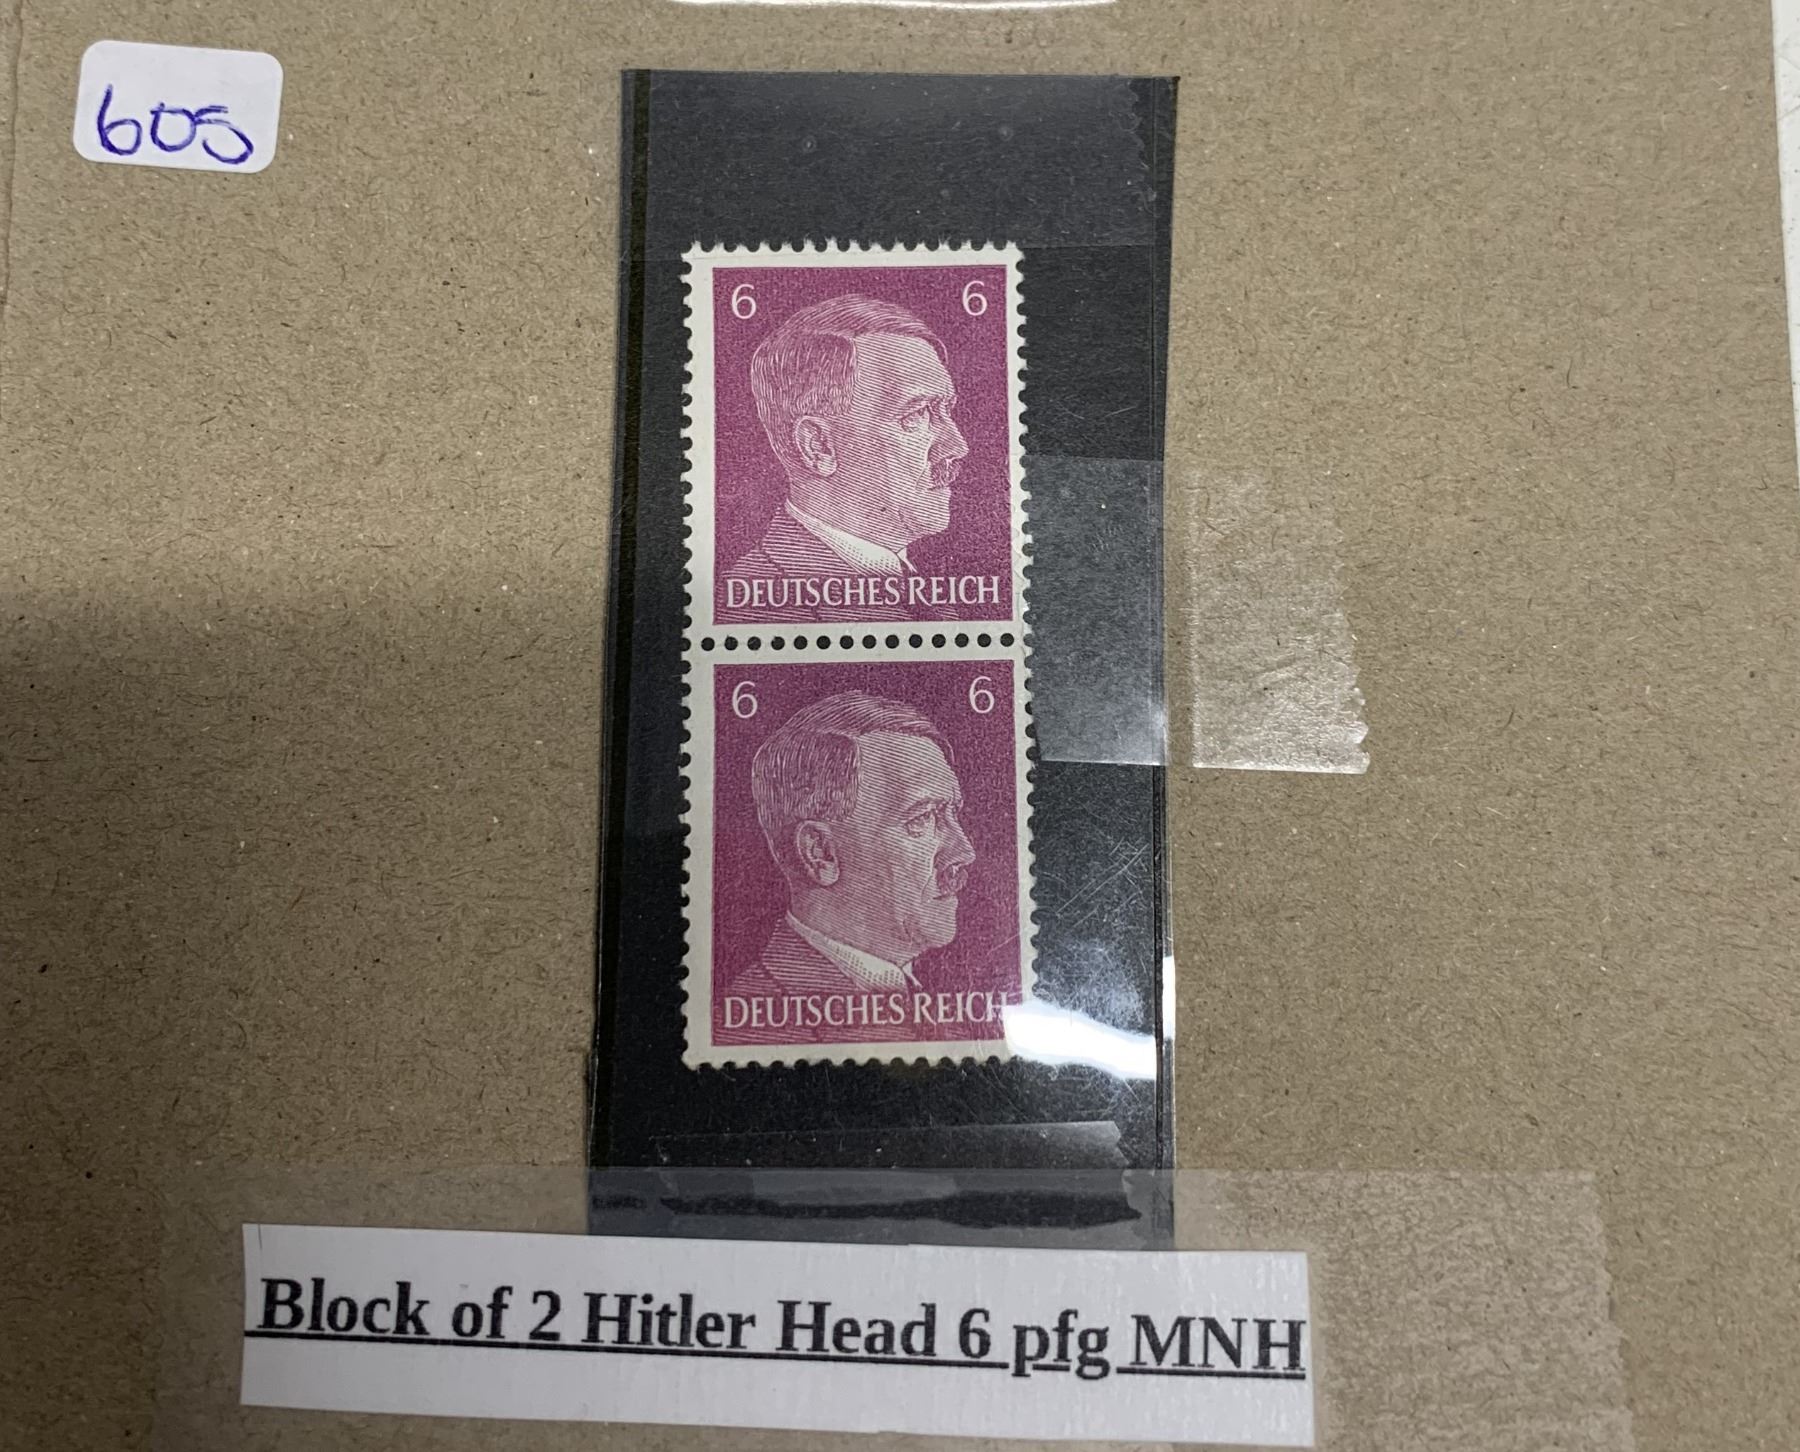 605
6 6
DEUTSCHES REICH
6 6
DEUTSCHES REICH
Block of 2 Hitler Head 6 pfg MNH